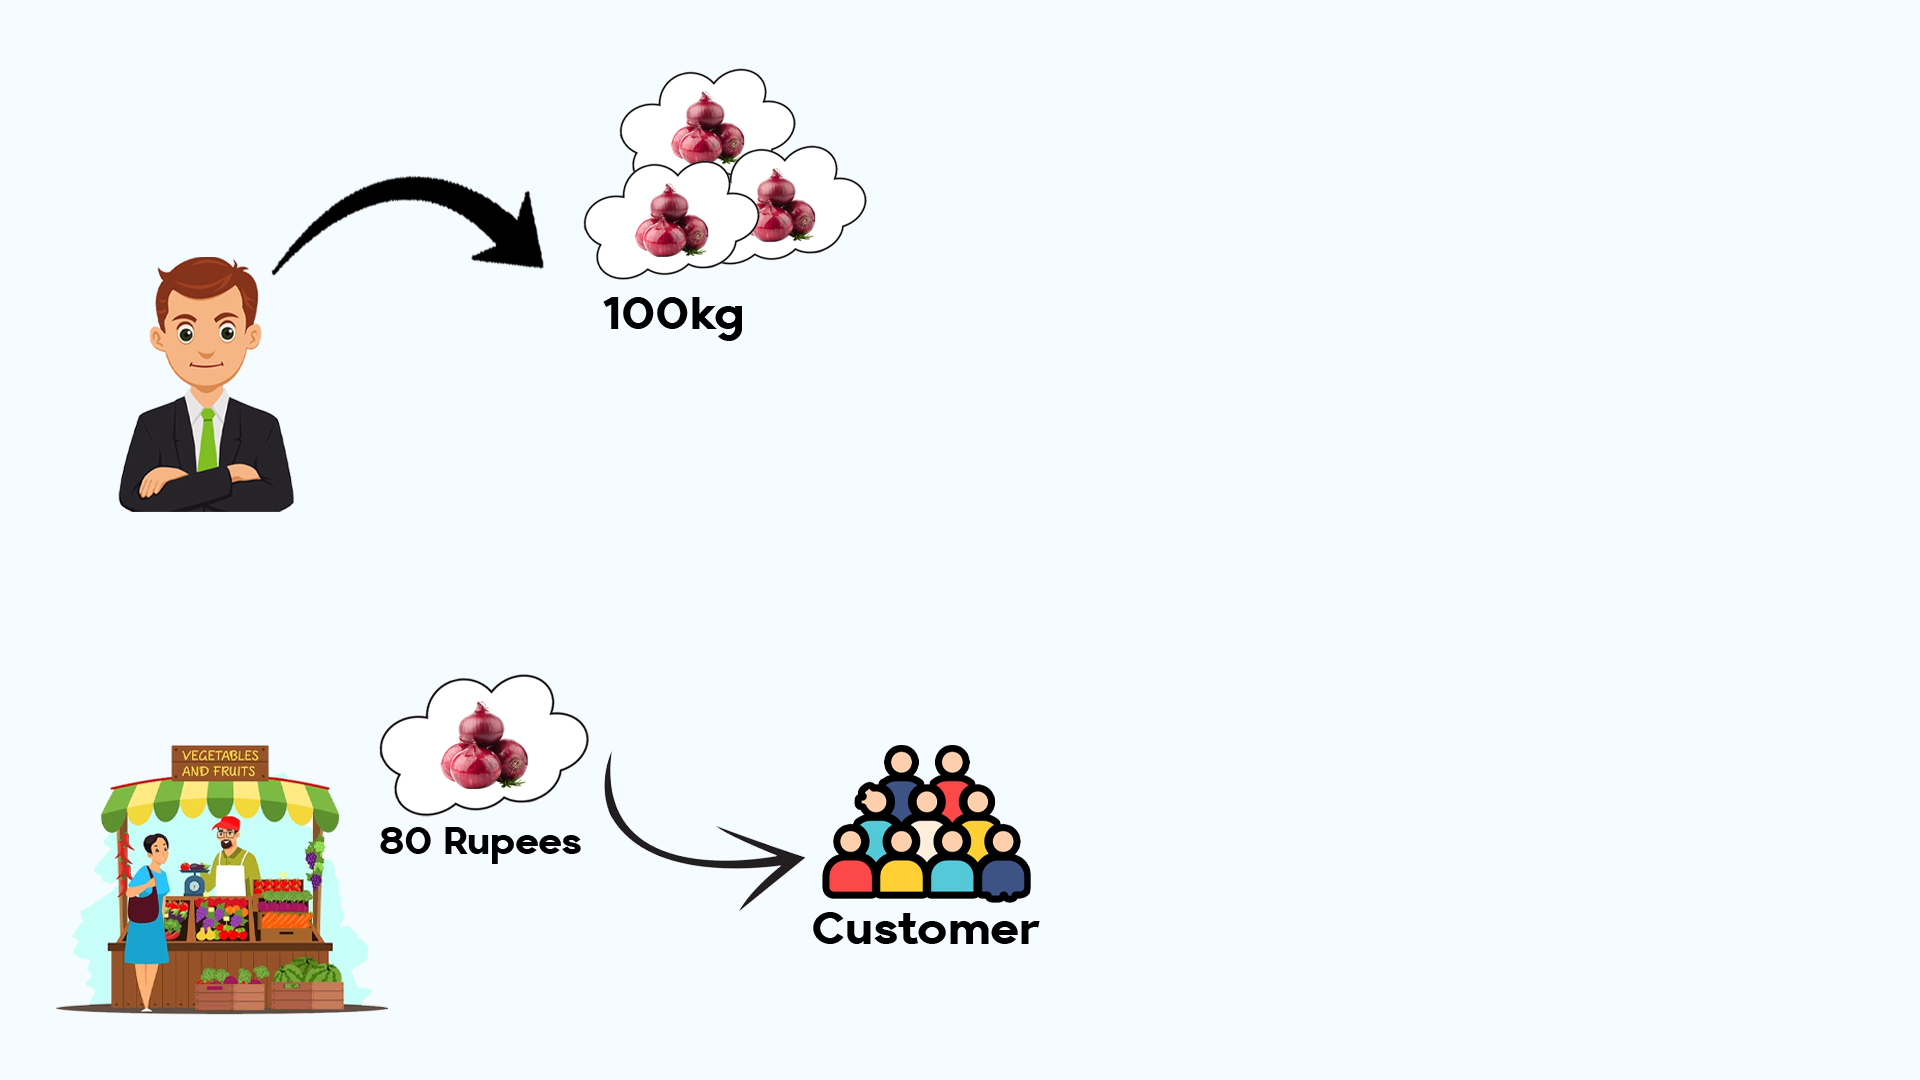 100kg
VEGETABLES
AND FRUITS
80 Rupees
Customer